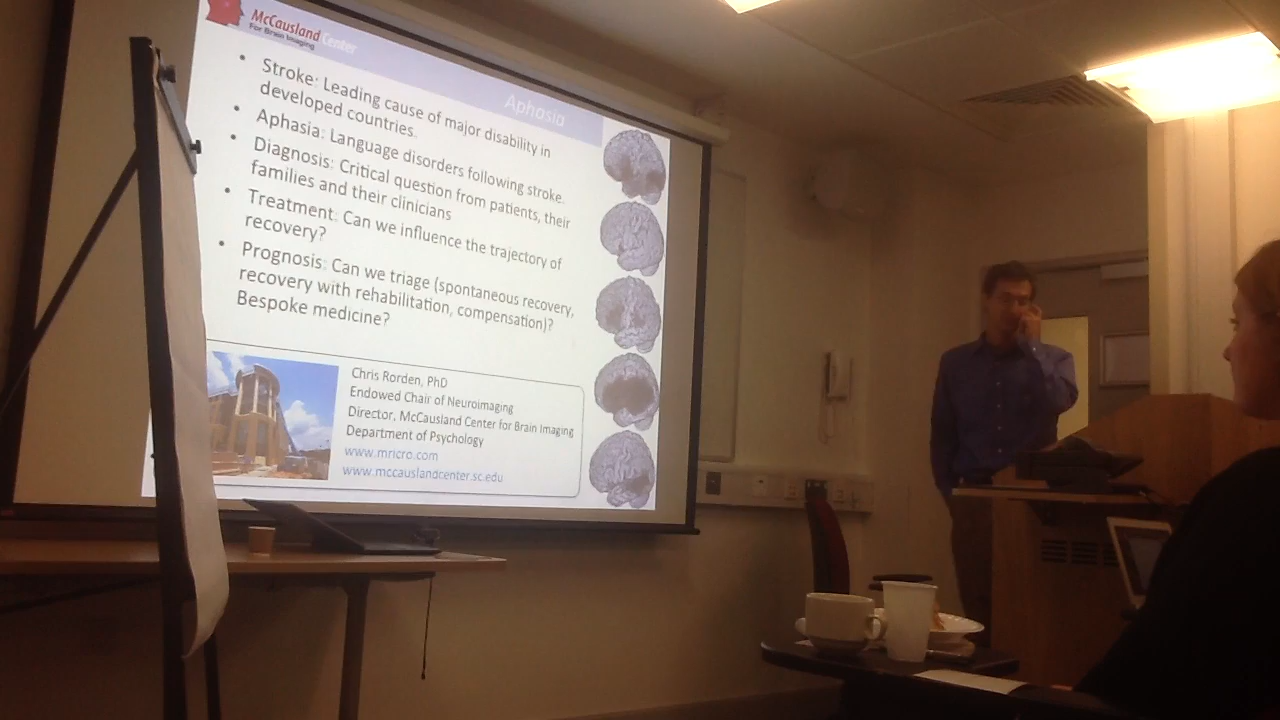 McCausland Center
For Brain Imaging
Aphasia
• Stroke: Leading cause of major disability in
developed countries.
• Aphasia: Language disorders following stroke.
• Diagnosis: Critical question from patients, their
families and their clinicians
• Treatment: Can we influence the trajectory of
recovery?
• Prognosis: Can we triage (spontaneous recovery,
recovery with rehabilitation, compensation)?
Bespoke medicine?
Chris Rorden, PhD
Endowed Chair of Neuroimaging
Director, McCausland Center for Brain Imaging
Department of Psychology
www.mricro.com
www.mccauslandcenter.sc.edu